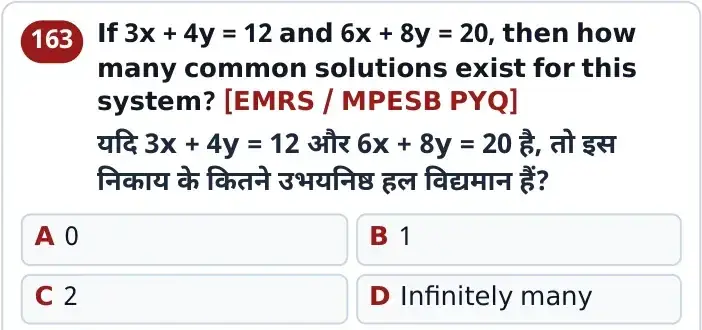 163 If 3x + 4y = 12 and 6x + 8y = 20, then how
many common solutions exist for this
system? [EMRS / MPESB PYQ]
यदि 3x + 4y = 12 और 6x + 8y = 20 है, तो इस
निकाय के कितने उभयनिष्ठ हल विद्यमान हैं?
A 0
B 1
C 2
D Infinitely many